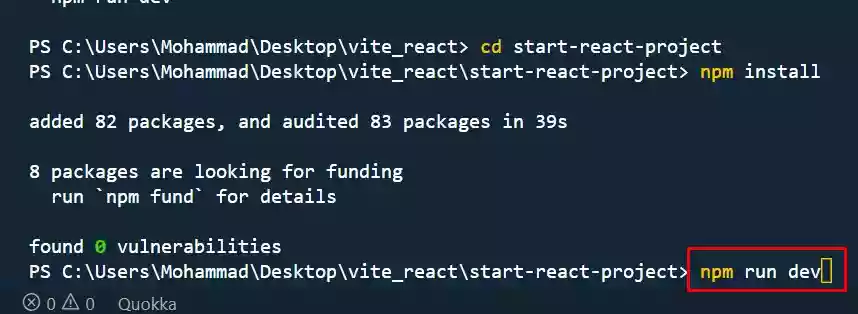 npm run dev
PS C:\Users\Mohammad\Desktop\vite_react> cd start-react-project
PS C:\Users\Mohammad\Desktop\vite_react\start-react-project> npm install
added 82 packages, and audited 83 packages in 39s
8 packages are looking for funding
run `npm fund` for details
found 0 vulnerabilities
PS C:\Users\Mohammad\Desktop\vite_react\start-react-project> npm run dev
0 0 Quokka